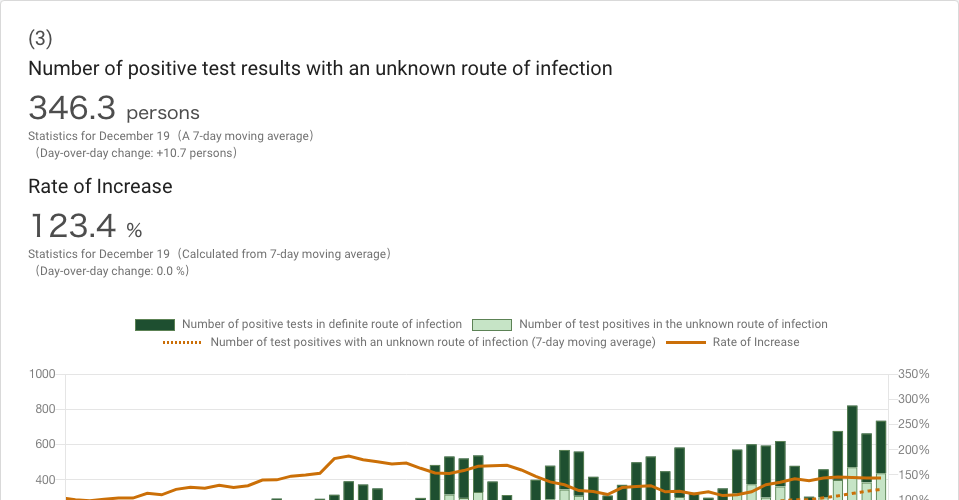 (3)
Number of positive test results with an unknown route of infection
346.3 persons
Statistics for December 19（A 7-day moving average）
（Day-over-day change: +10.7 persons）
Rate of Increase
123.4 %
Statistics for December 19（Calculated from 7-day moving average）
（Day-over-day change: 0.0 %）
Number of positive tests in definite route of infection Number of test positives in the unknown route of infection
Number of test positives with an unknown route of infection (7-day moving average) Rate of Increase
1000 350%
300%
800
250%
600 200%
400 150%
100%